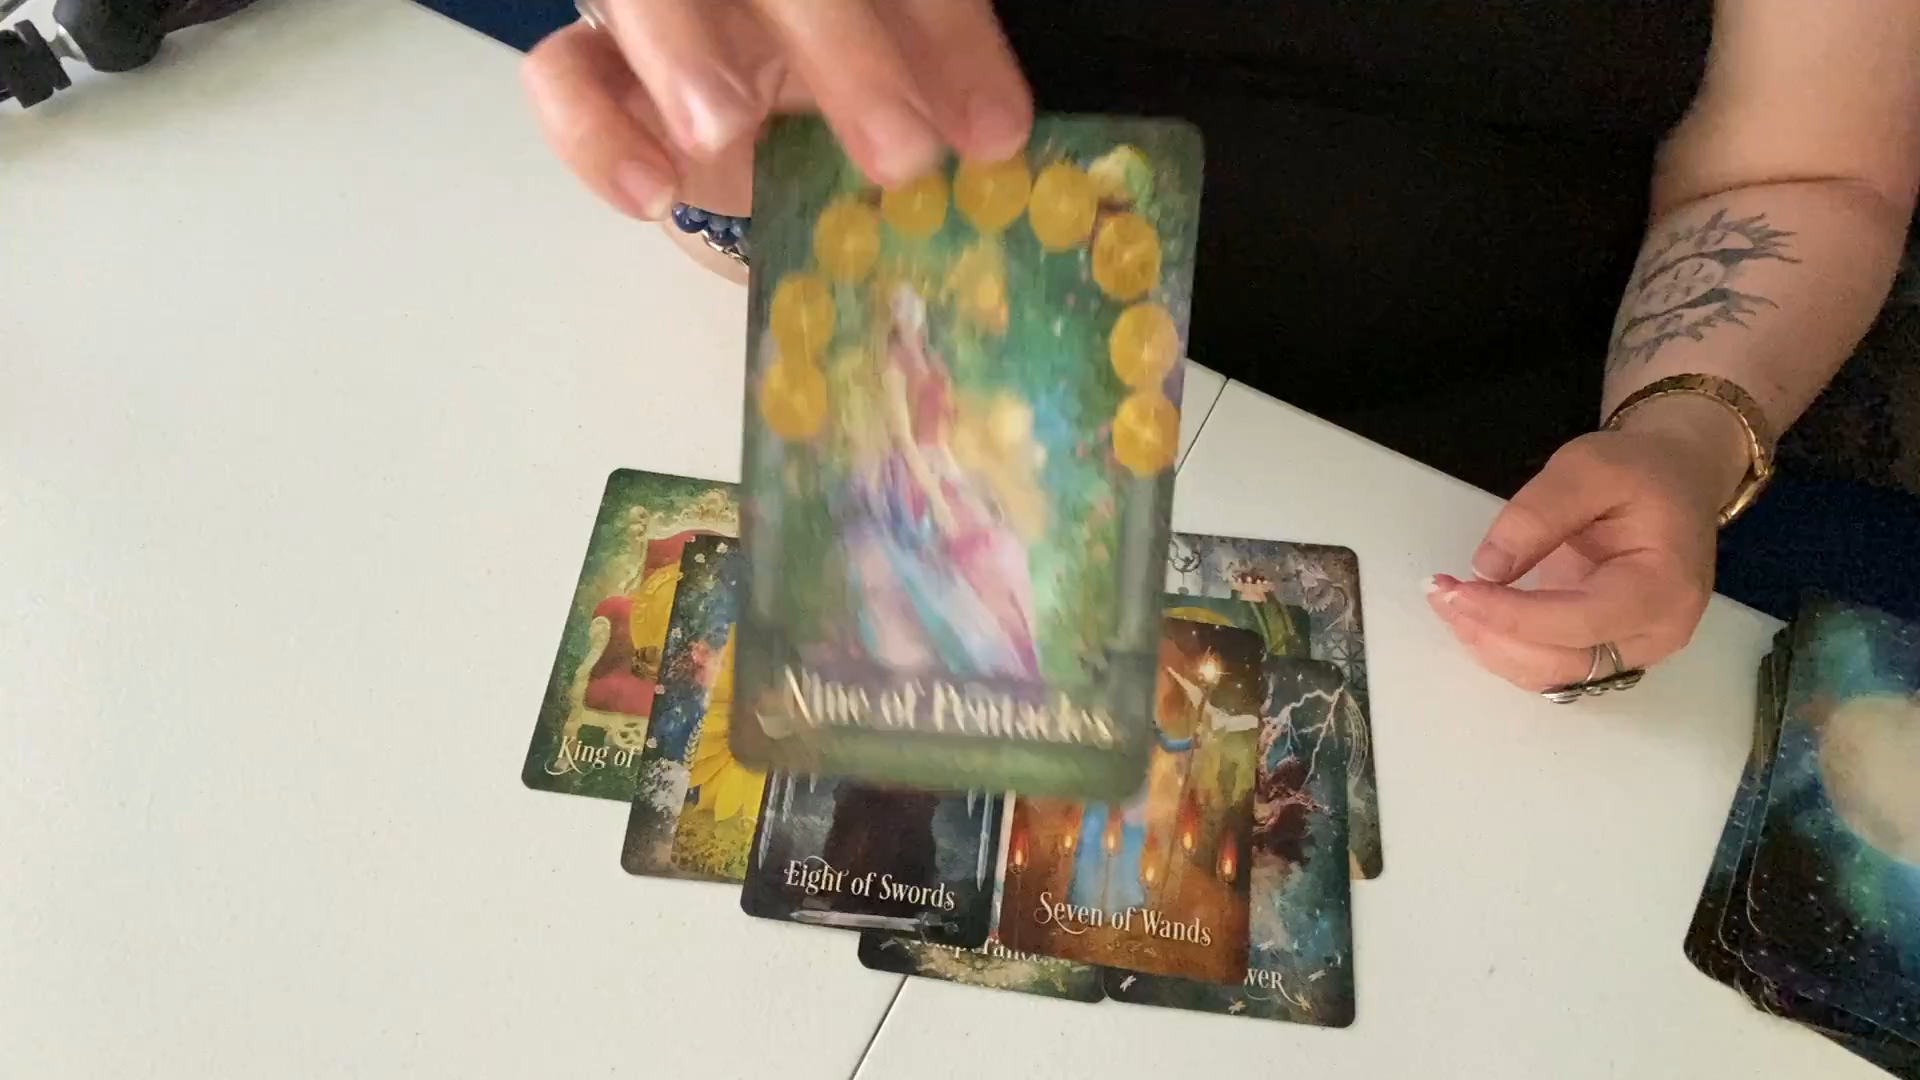 Nine of Pentacles
King of
Eight of Swords
Seven of Wands